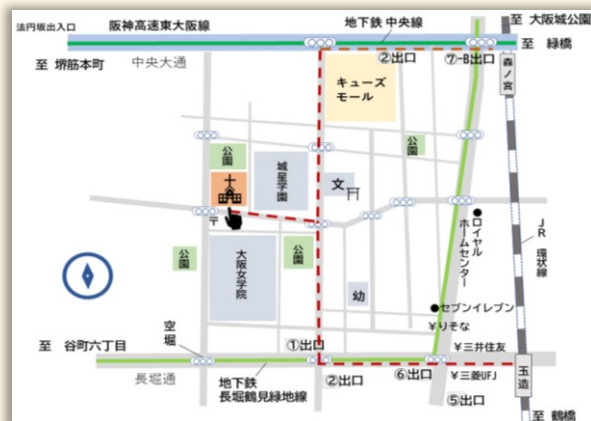 法円坂出入口
阪神高速東大阪線
地下鉄 中央線
至 大阪城公園
至 緑橋
至 堺筋本町
中央大通
②出口
⑦-B出口
森ノ宮
キューズ
モール
公園
公園
城星学園
文
〒
ロイヤル
ホームセンター
JR 環状線
公園
大阪女学院
公園
幼
セブンイレブン
¥りそな
空堀
①出口
至 谷町六丁目
¥三井住友
長堀通
地下鉄
長堀鶴見緑地線
②出口
⑥出口
¥三菱UFJ
玉造
⑤出口
至 鶴橋